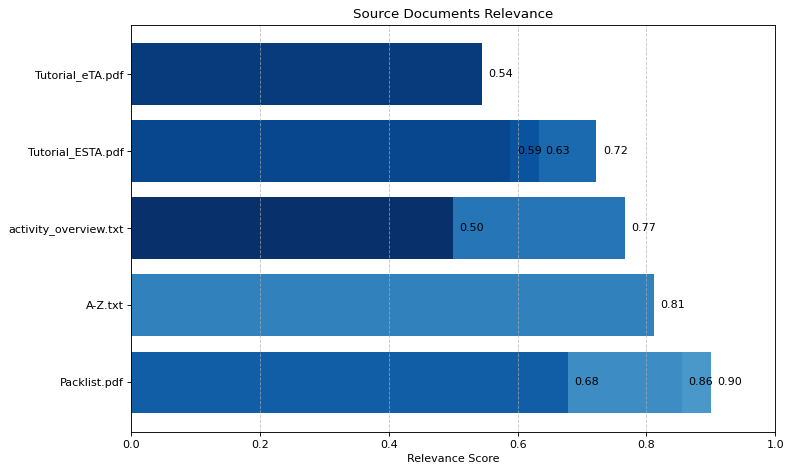 Source Documents Relevance
Tutorial_eTA.pdf 0.54
Tutorial_ESTA.pdf 0.59 0.63 0.72
activity_overview.txt 0.50 0.77
A-Z.txt 0.81
Packlist.pdf 0.68 0.86 0.90
0.0 0.2 0.4 0.6 0.8 1.0
Relevance Score